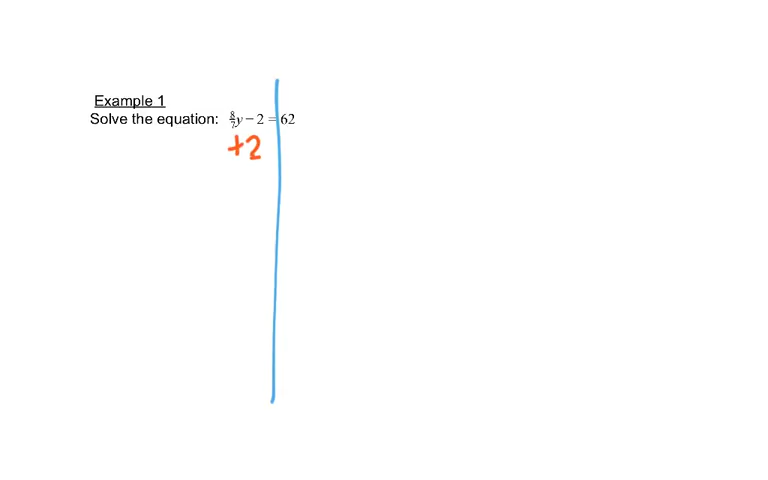 Example 1
Solve the equation: 8/7y − 2 = 62
+2